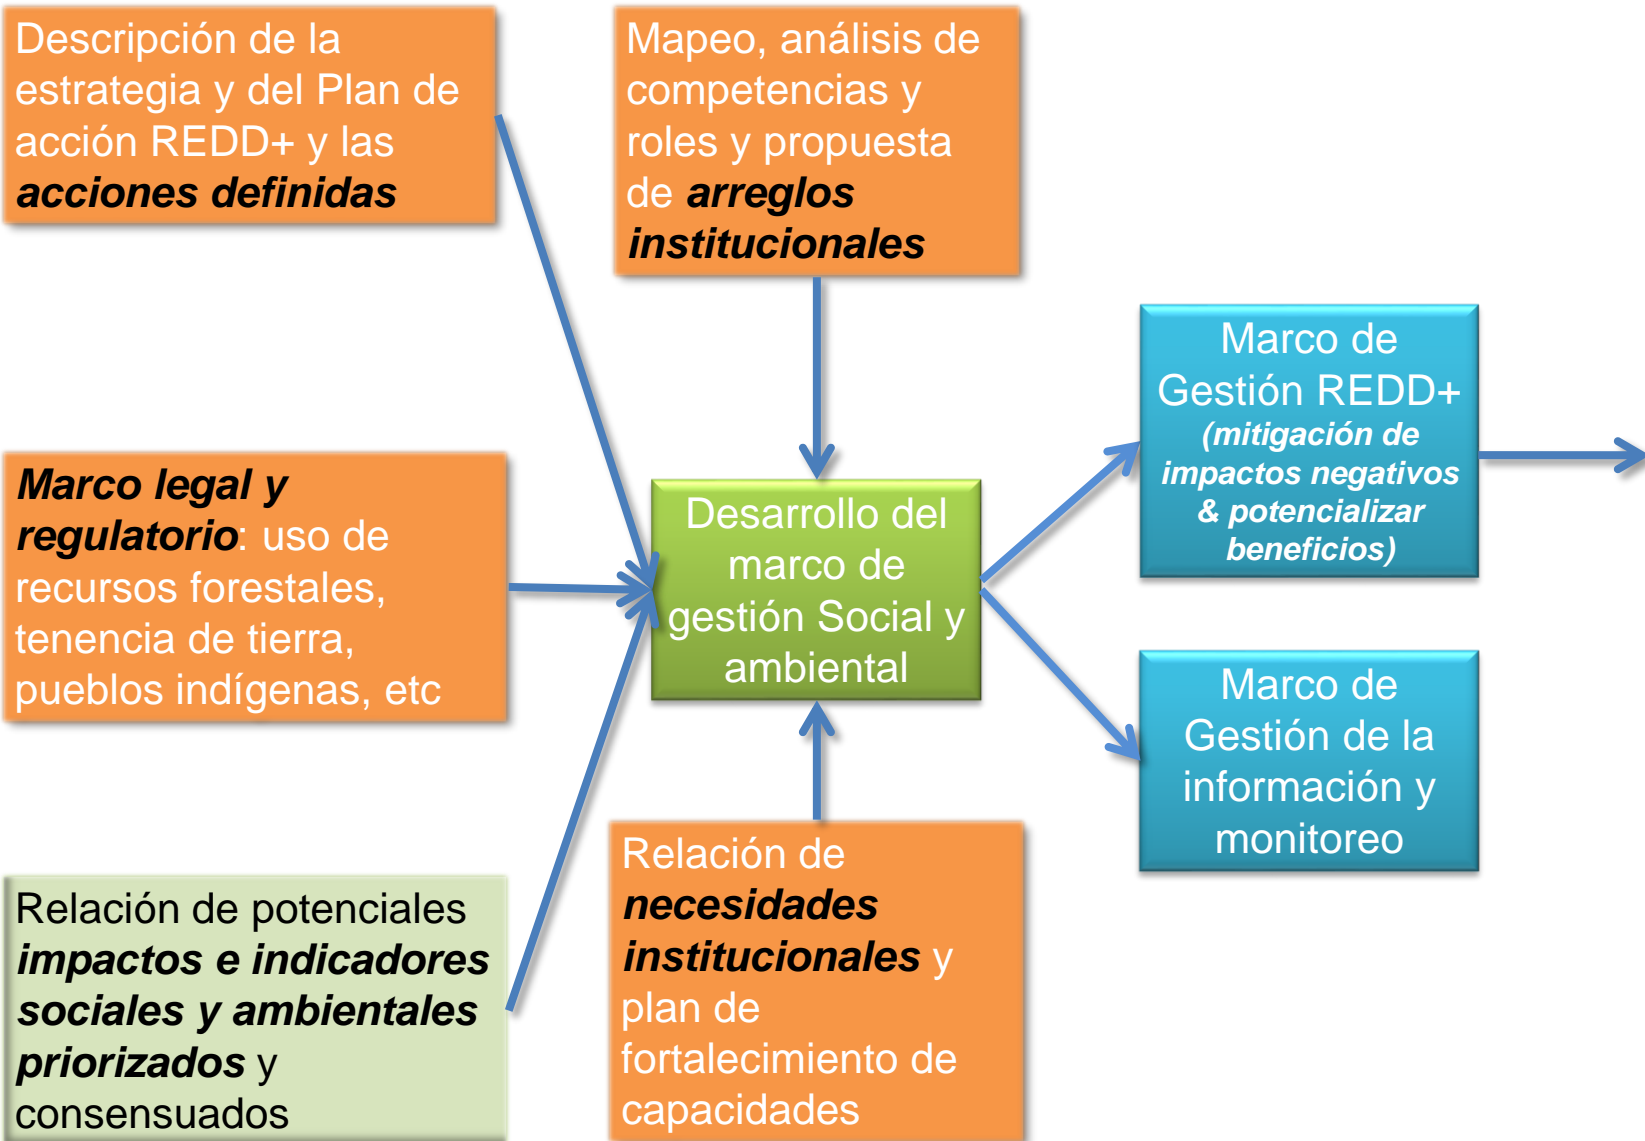 Descripción de la
estrategia y del Plan de
acción REDD+ y las
acciones definidas
Mapeo, análisis de
competencias y
roles y propuesta
de arreglos
institucionales
Marco de
Gestión REDD+
(mitigación de
impactos negativos
& potencializar
beneficios)
Marco legal y
regulatorio: uso de
recursos forestales,
tenencia de tierra,
pueblos indígenas, etc
Desarrollo del
marco de
gestión Social y
ambiental
Marco de
Gestión de la
información y
monitoreo
Relación de potenciales
impactos e indicadores
sociales y ambientales
priorizados y
consensuados
Relación de
necesidades
institucionales y
plan de
fortalecimiento de
capacidades